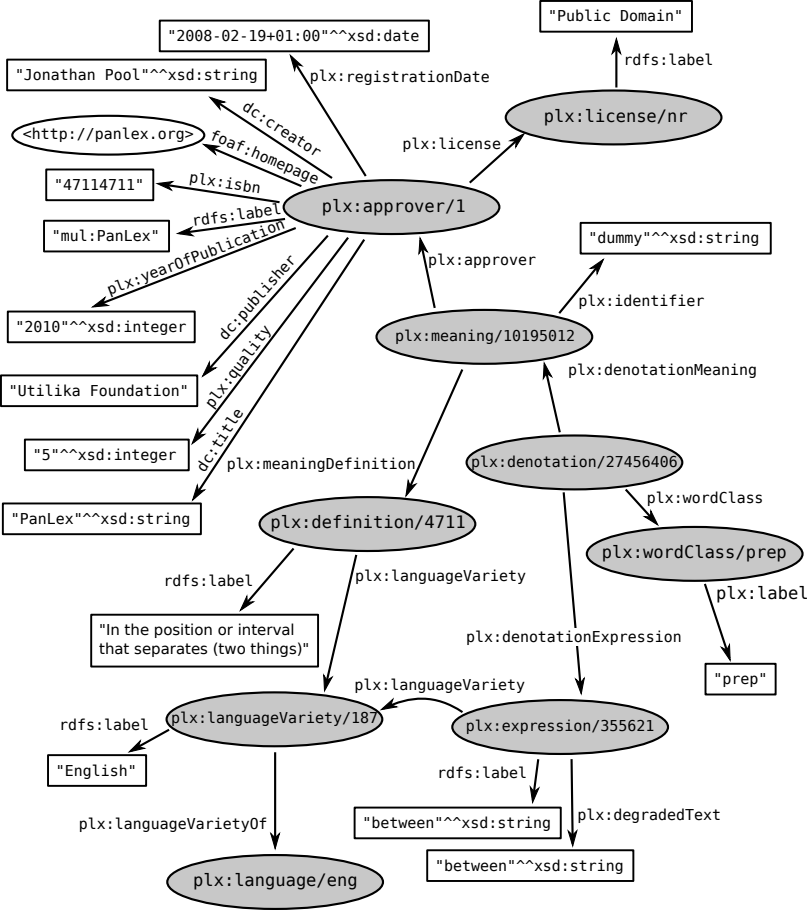 "Public Domain"
"2008-02-19+01:00"^^xsd:date
rdfs:label
"Jonathan Pool"^^xsd:string
plx:registrationDate
dc:creator
plx:license/nr
<http://panlex.org>
foaf:homepage
plx:license
"47114711"
plx:isbn
plx:approver/1
rdfs:label
"mul:PanLex"
"dummy"^^xsd:string
plx:yearOfPublication
plx:approver
dc:publisher
plx:identifier
"2010"^^xsd:integer
plx:meaning/10195012
plx:quality
plx:denotationMeaning
"Utilika Foundation"
dc:title
"5"^^xsd:integer
plx:meaningDefinition
plx:denotation/27456406
plx:wordClass
"PanLex"^^xsd:string
plx:definition/4711
plx:wordClass/prep
rdfs:label
plx:languageVariety
plx:label
"In the position or interval
that separates (two things)"
plx:denotationExpression
"prep"
plx:languageVariety
plx:languageVariety/187
rdfs:label
plx:expression/355621
"English"
rdfs:label
plx:languageVarietyOf
"between"^^xsd:string
plx:degradedText
"between"^^xsd:string
plx:language/eng